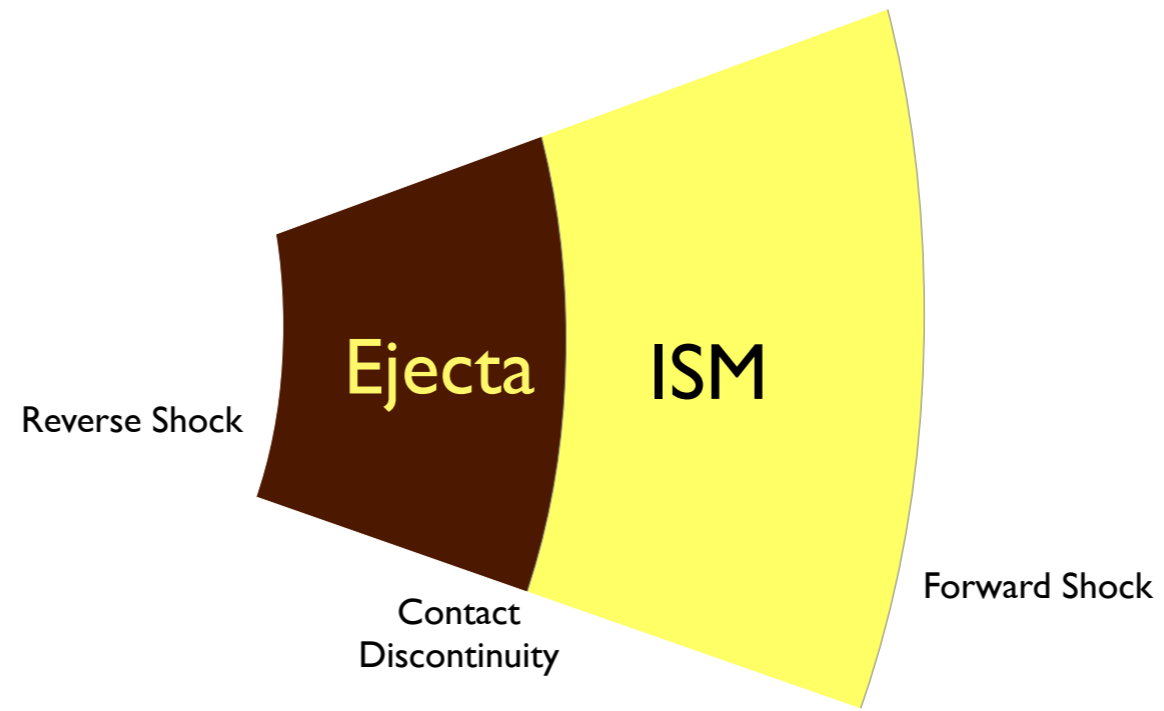 Ejecta
ISM
Reverse Shock
Forward Shock
Contact
Discontinuity